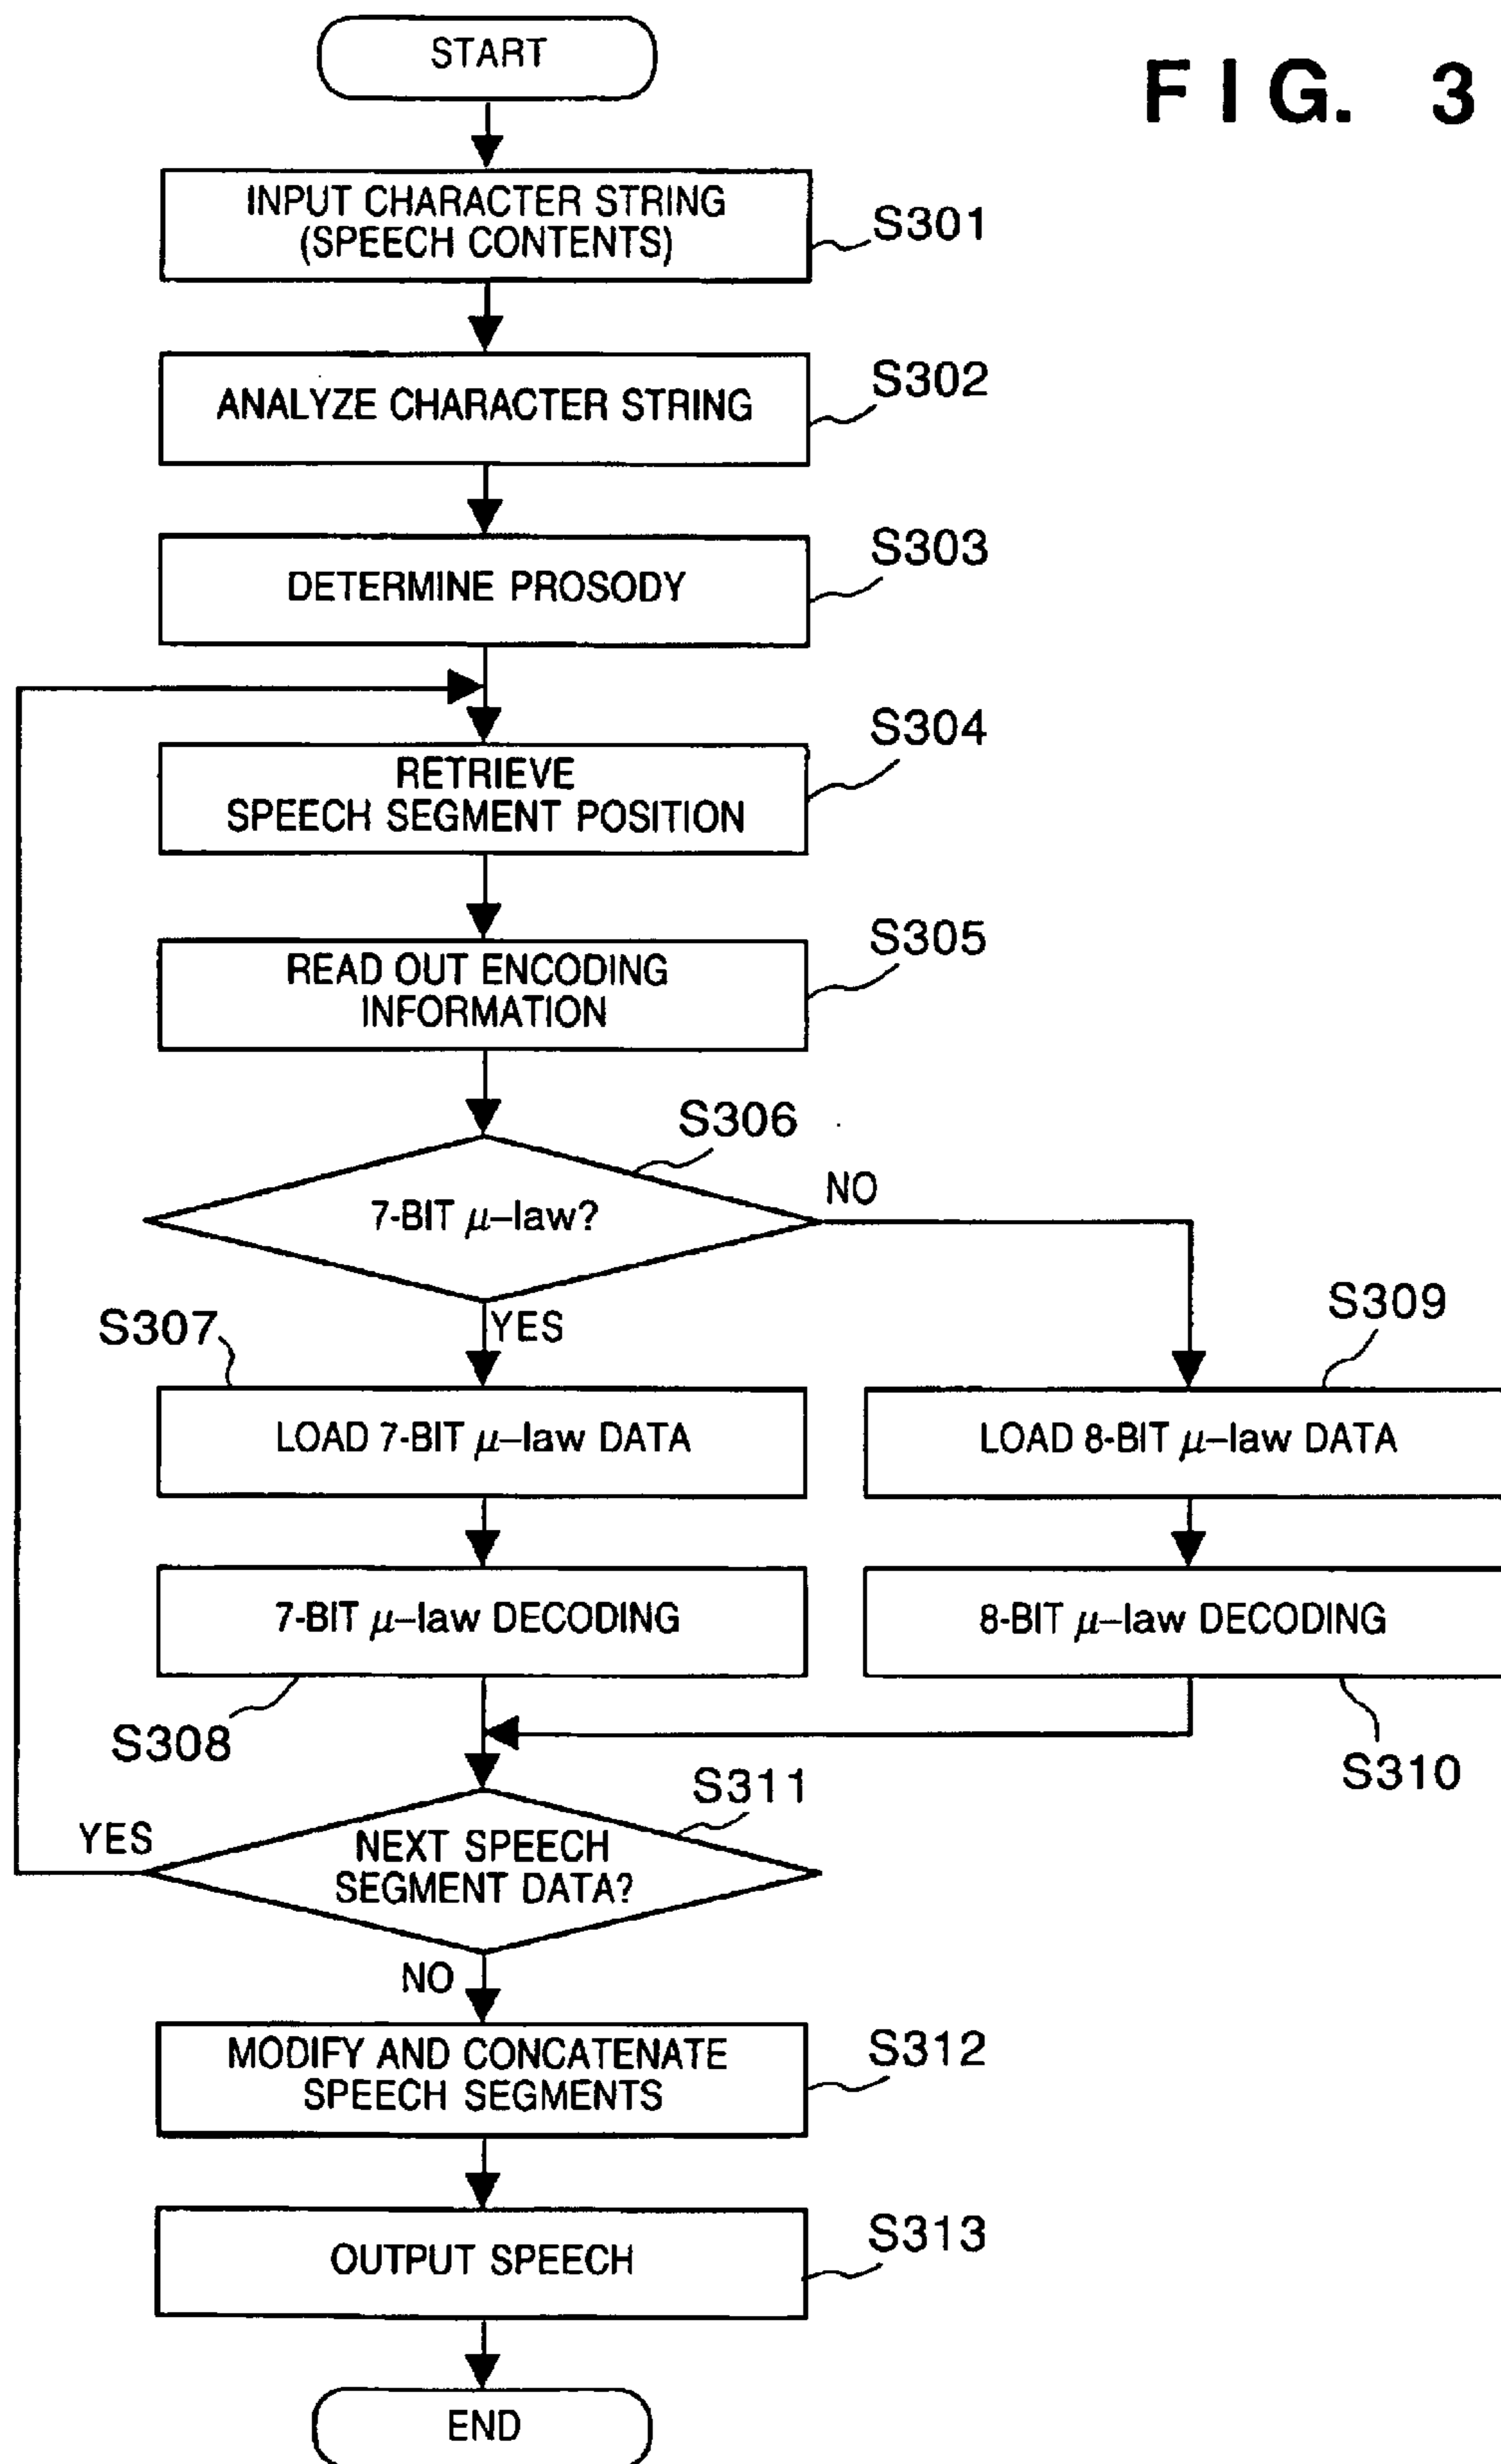 START
FIG. 3
INPUT CHARACTER STRING
(SPEECH CONTENTS)
S301
ANALYZE CHARACTER STRING
S302
DETERMINE PROSODY
S303
RETRIEVE
SPEECH SEGMENT POSITION
S304
READ OUT ENCODING
INFORMATION
S305
S306
7-BIT μ-law?
NO
YES
S307
S309
LOAD 7-BIT μ-law DATA
LOAD 8-BIT μ-law DATA
7-BIT μ-law DECODING
8-BIT μ-law DECODING
S308
S310
S311
YES
NEXT SPEECH
SEGMENT DATA?
NO
MODIFY AND CONCATENATE
SPEECH SEGMENTS
S312
OUTPUT SPEECH
S313
END